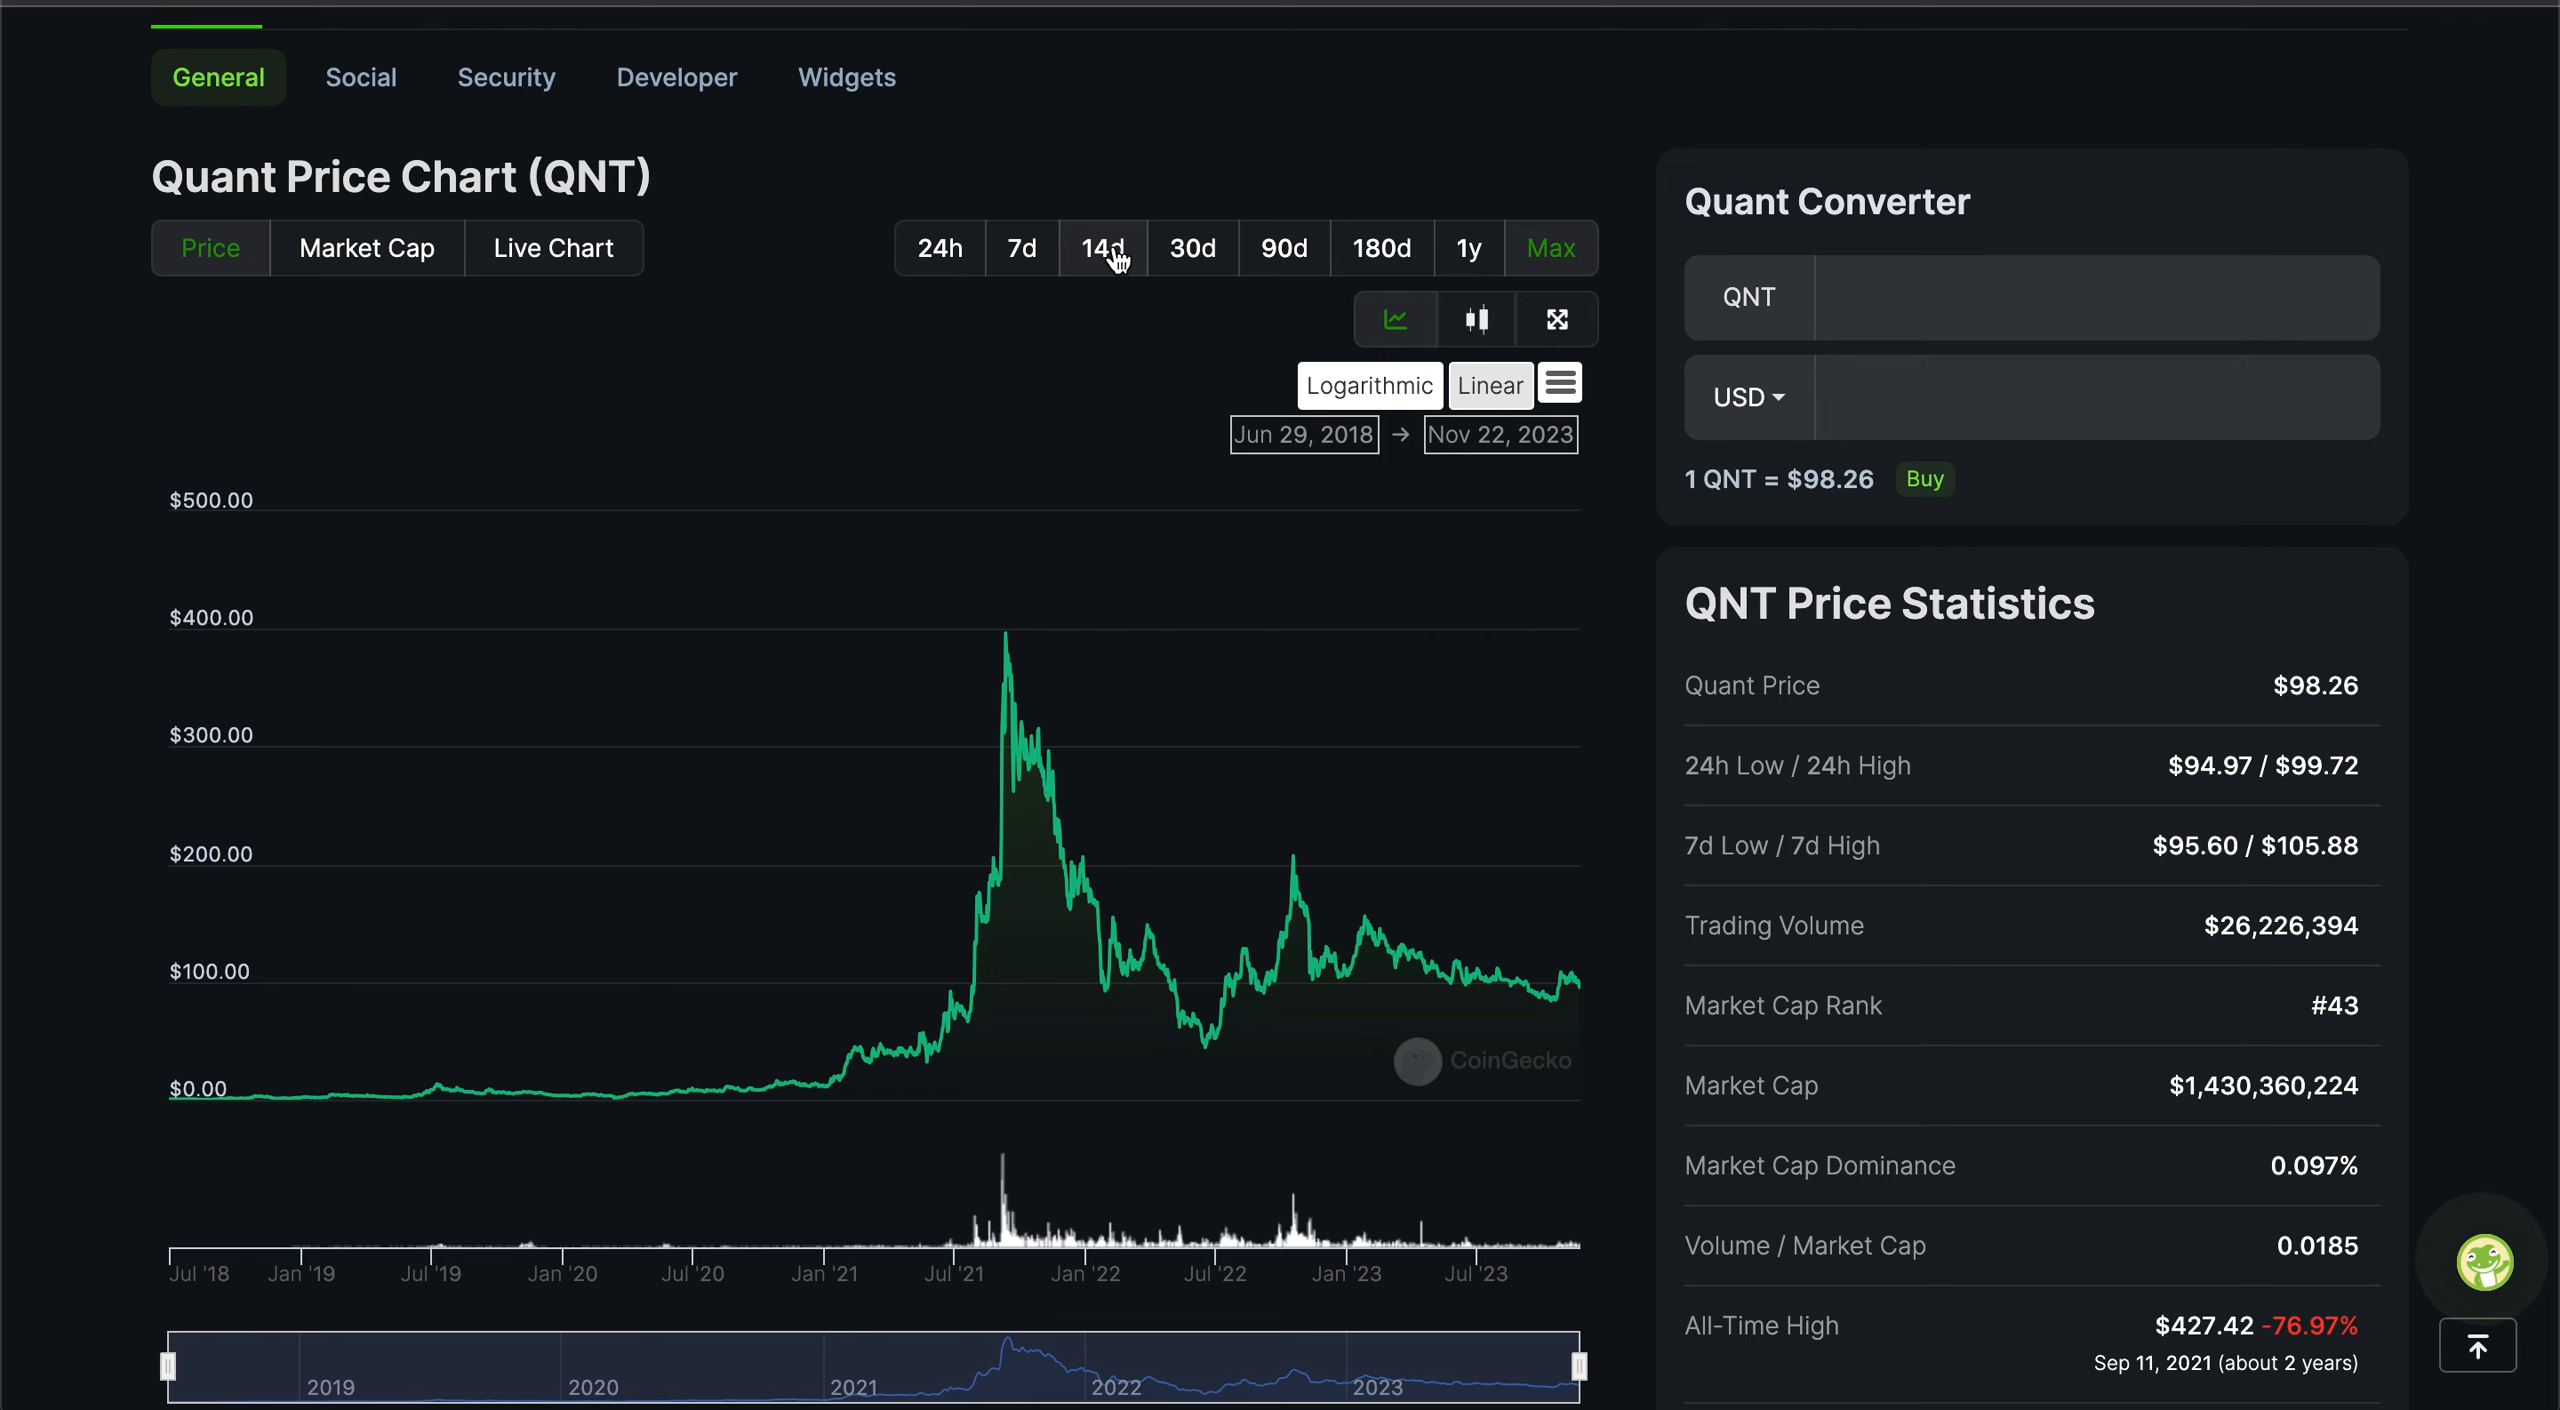 General Social Security Developer Widgets
Quant Price Chart (QNT)
Price Market Cap Live Chart
24h 7d 14d 30d 90d 180d 1y Max
Logarithmic Linear
Jun 29, 2018 → Nov 22, 2023
$500.00
$400.00
$300.00
$200.00
$100.00
$0.00
CoinGecko
Jul '18 Jan '19 Jul '19 Jan '20 Jul '20 Jan '21 Jul '21 Jan '22 Jul '22 Jan '23 Jul '23
2019 2020 2021 2022 2023
Quant Converter
QNT
USD
1 QNT = $98.26 Buy
QNT Price Statistics
Quant Price $98.26
24h Low / 24h High $94.97 / $99.72
7d Low / 7d High $95.60 / $105.88
Trading Volume $26,226,394
Market Cap Rank #43
Market Cap $1,430,360,224
Market Cap Dominance 0.097%
Volume / Market Cap 0.0185
All-Time High $427.42 -76.97%
Sep 11, 2021 (about 2 years)